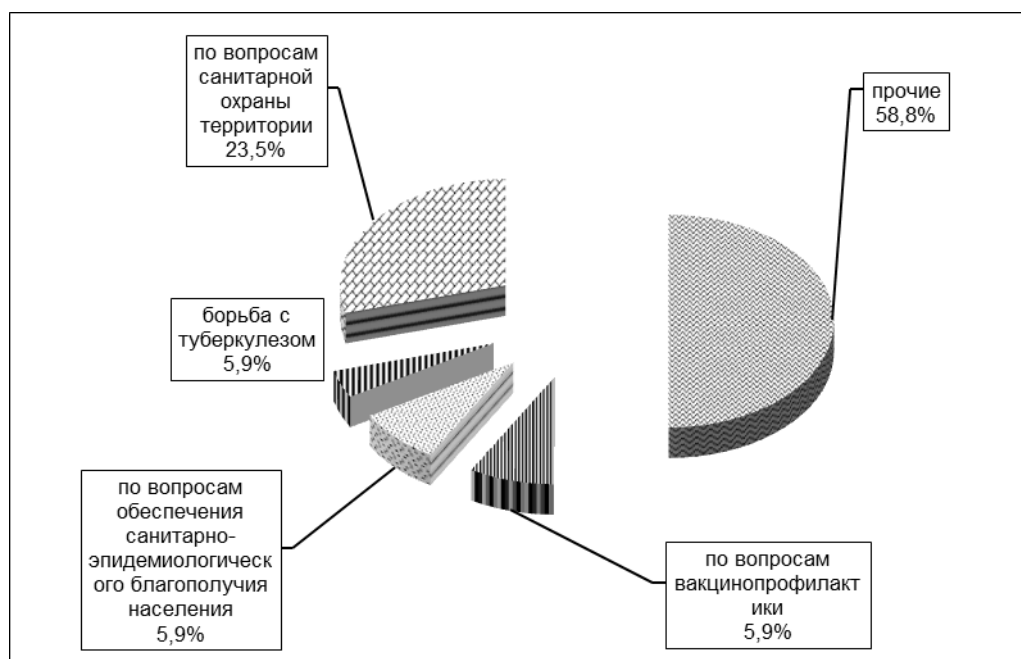 по вопросам
санитарной
охраны
территории
23,5%
прочие
58,8%
борьба с
туберкулезом
5,9%
по вопросам
обеспечения
санитарно-
эпидемиологическ
ого благополучия
населения
5,9%
по вопросам
вакцинопрофилакт
ики
5,9%